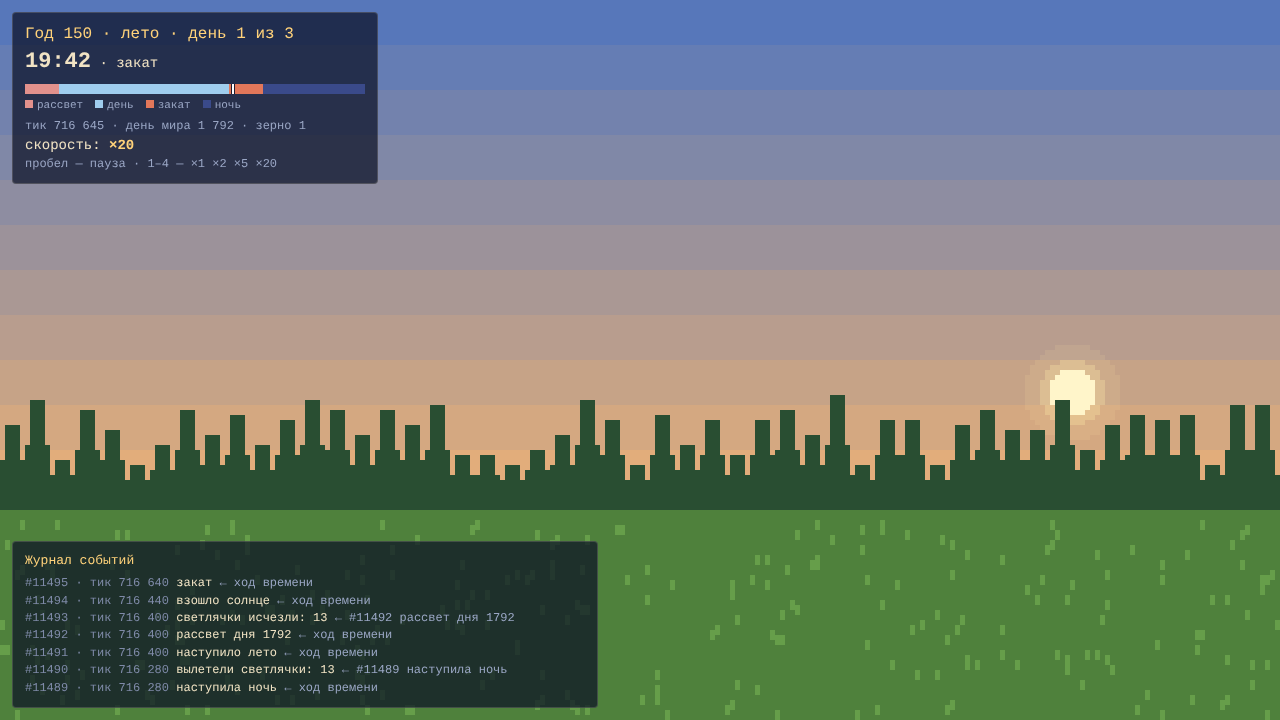 Год 150 · лето · день 1 из 3
19:42 · закат
рассвет день закат ночь
тик 716 645 · день мира 1 792 · зерно 1
скорость: ×20
пробел — пауза · 1–4 — ×1 ×2 ×5 ×20
Журнал событий
#11495 · тик 716 640 закат ← ход времени
#11494 · тик 716 440 взошло солнце ← ход времени
#11493 · тик 716 400 светлячки исчезли: 13 ← #11492 рассвет дня 1792
#11492 · тик 716 400 рассвет дня 1792 ← ход времени
#11491 · тик 716 400 наступило лето ← ход времени
#11490 · тик 716 280 вылетели светлячки: 13 ← #11489 наступила ночь
#11489 · тик 716 280 наступила ночь ← ход времени